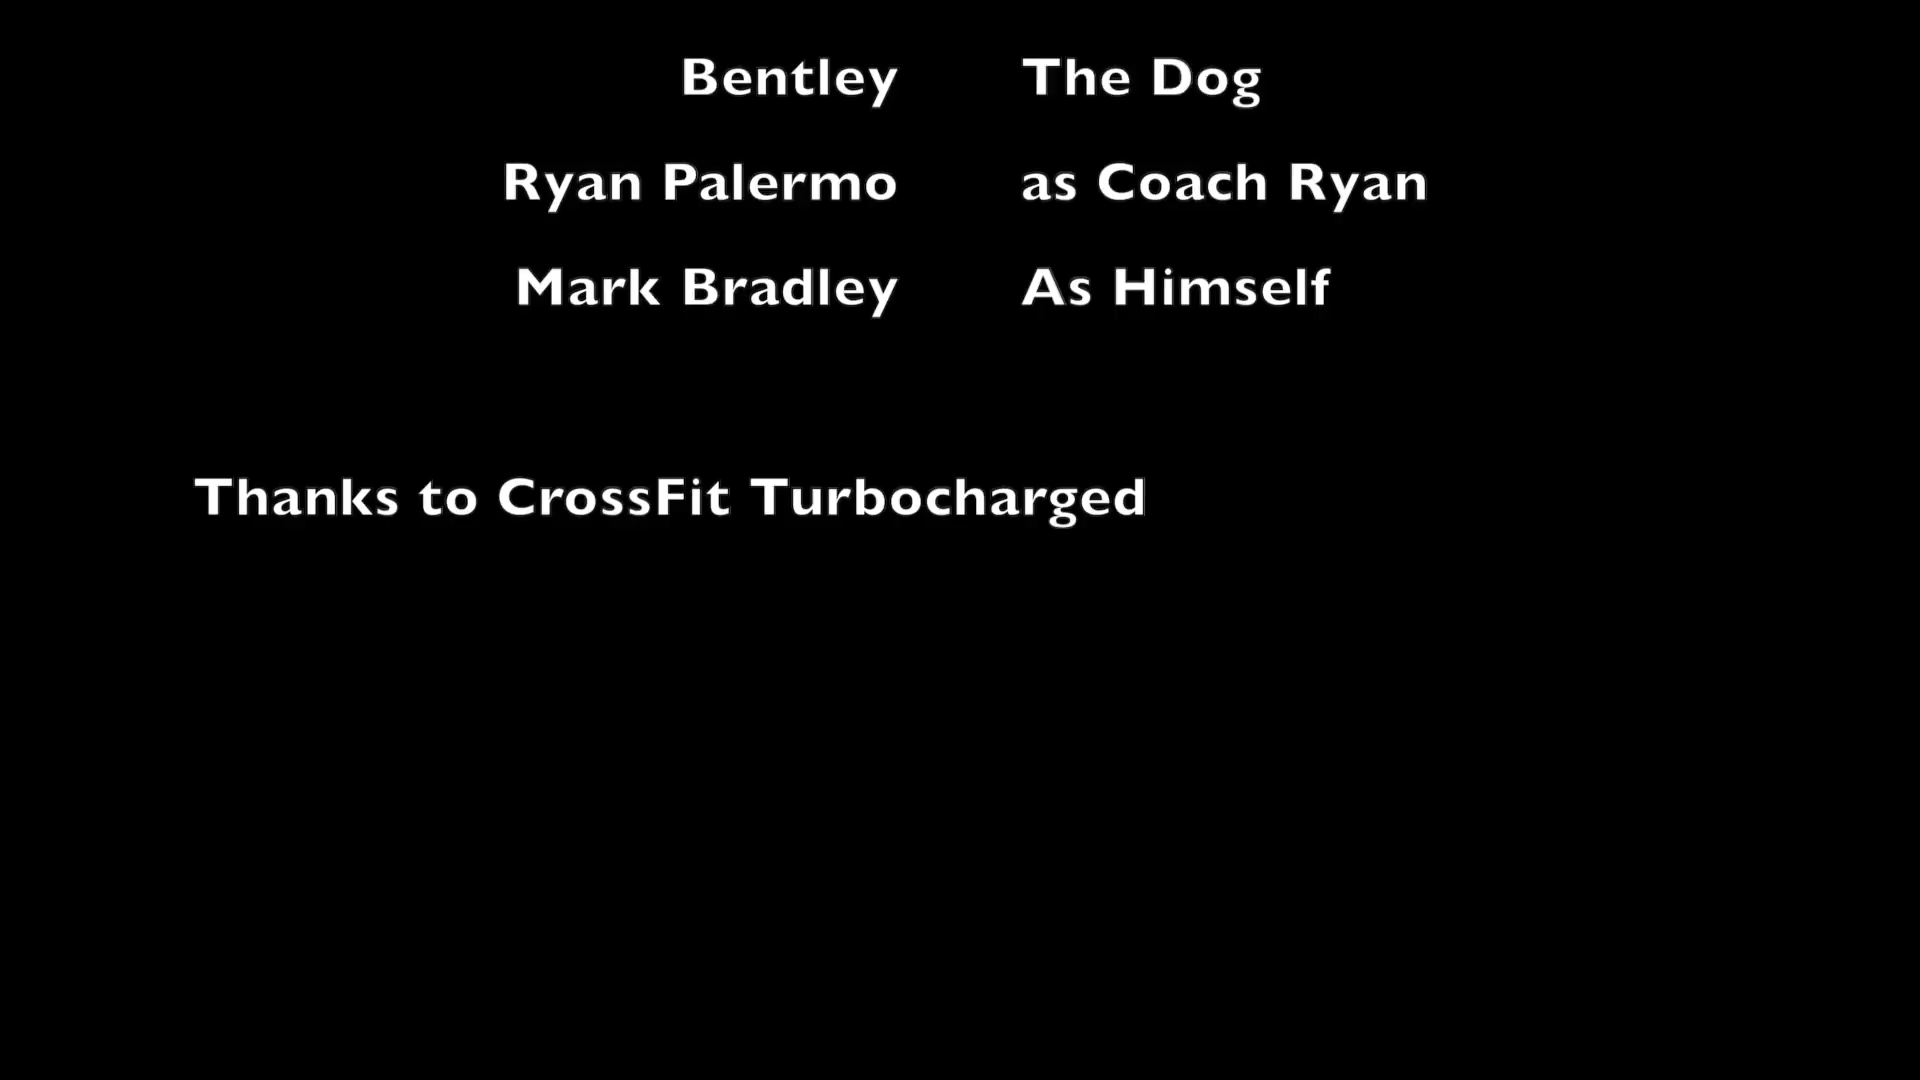 Bentley The Dog
Ryan Palermo as Coach Ryan
Mark Bradley As Himself
Thanks to CrossFit Turbocharged